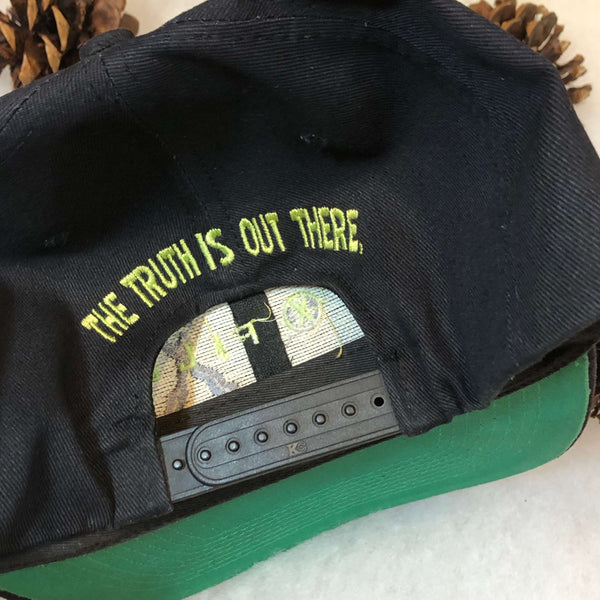 THE TRUTH IS OUT THERE.